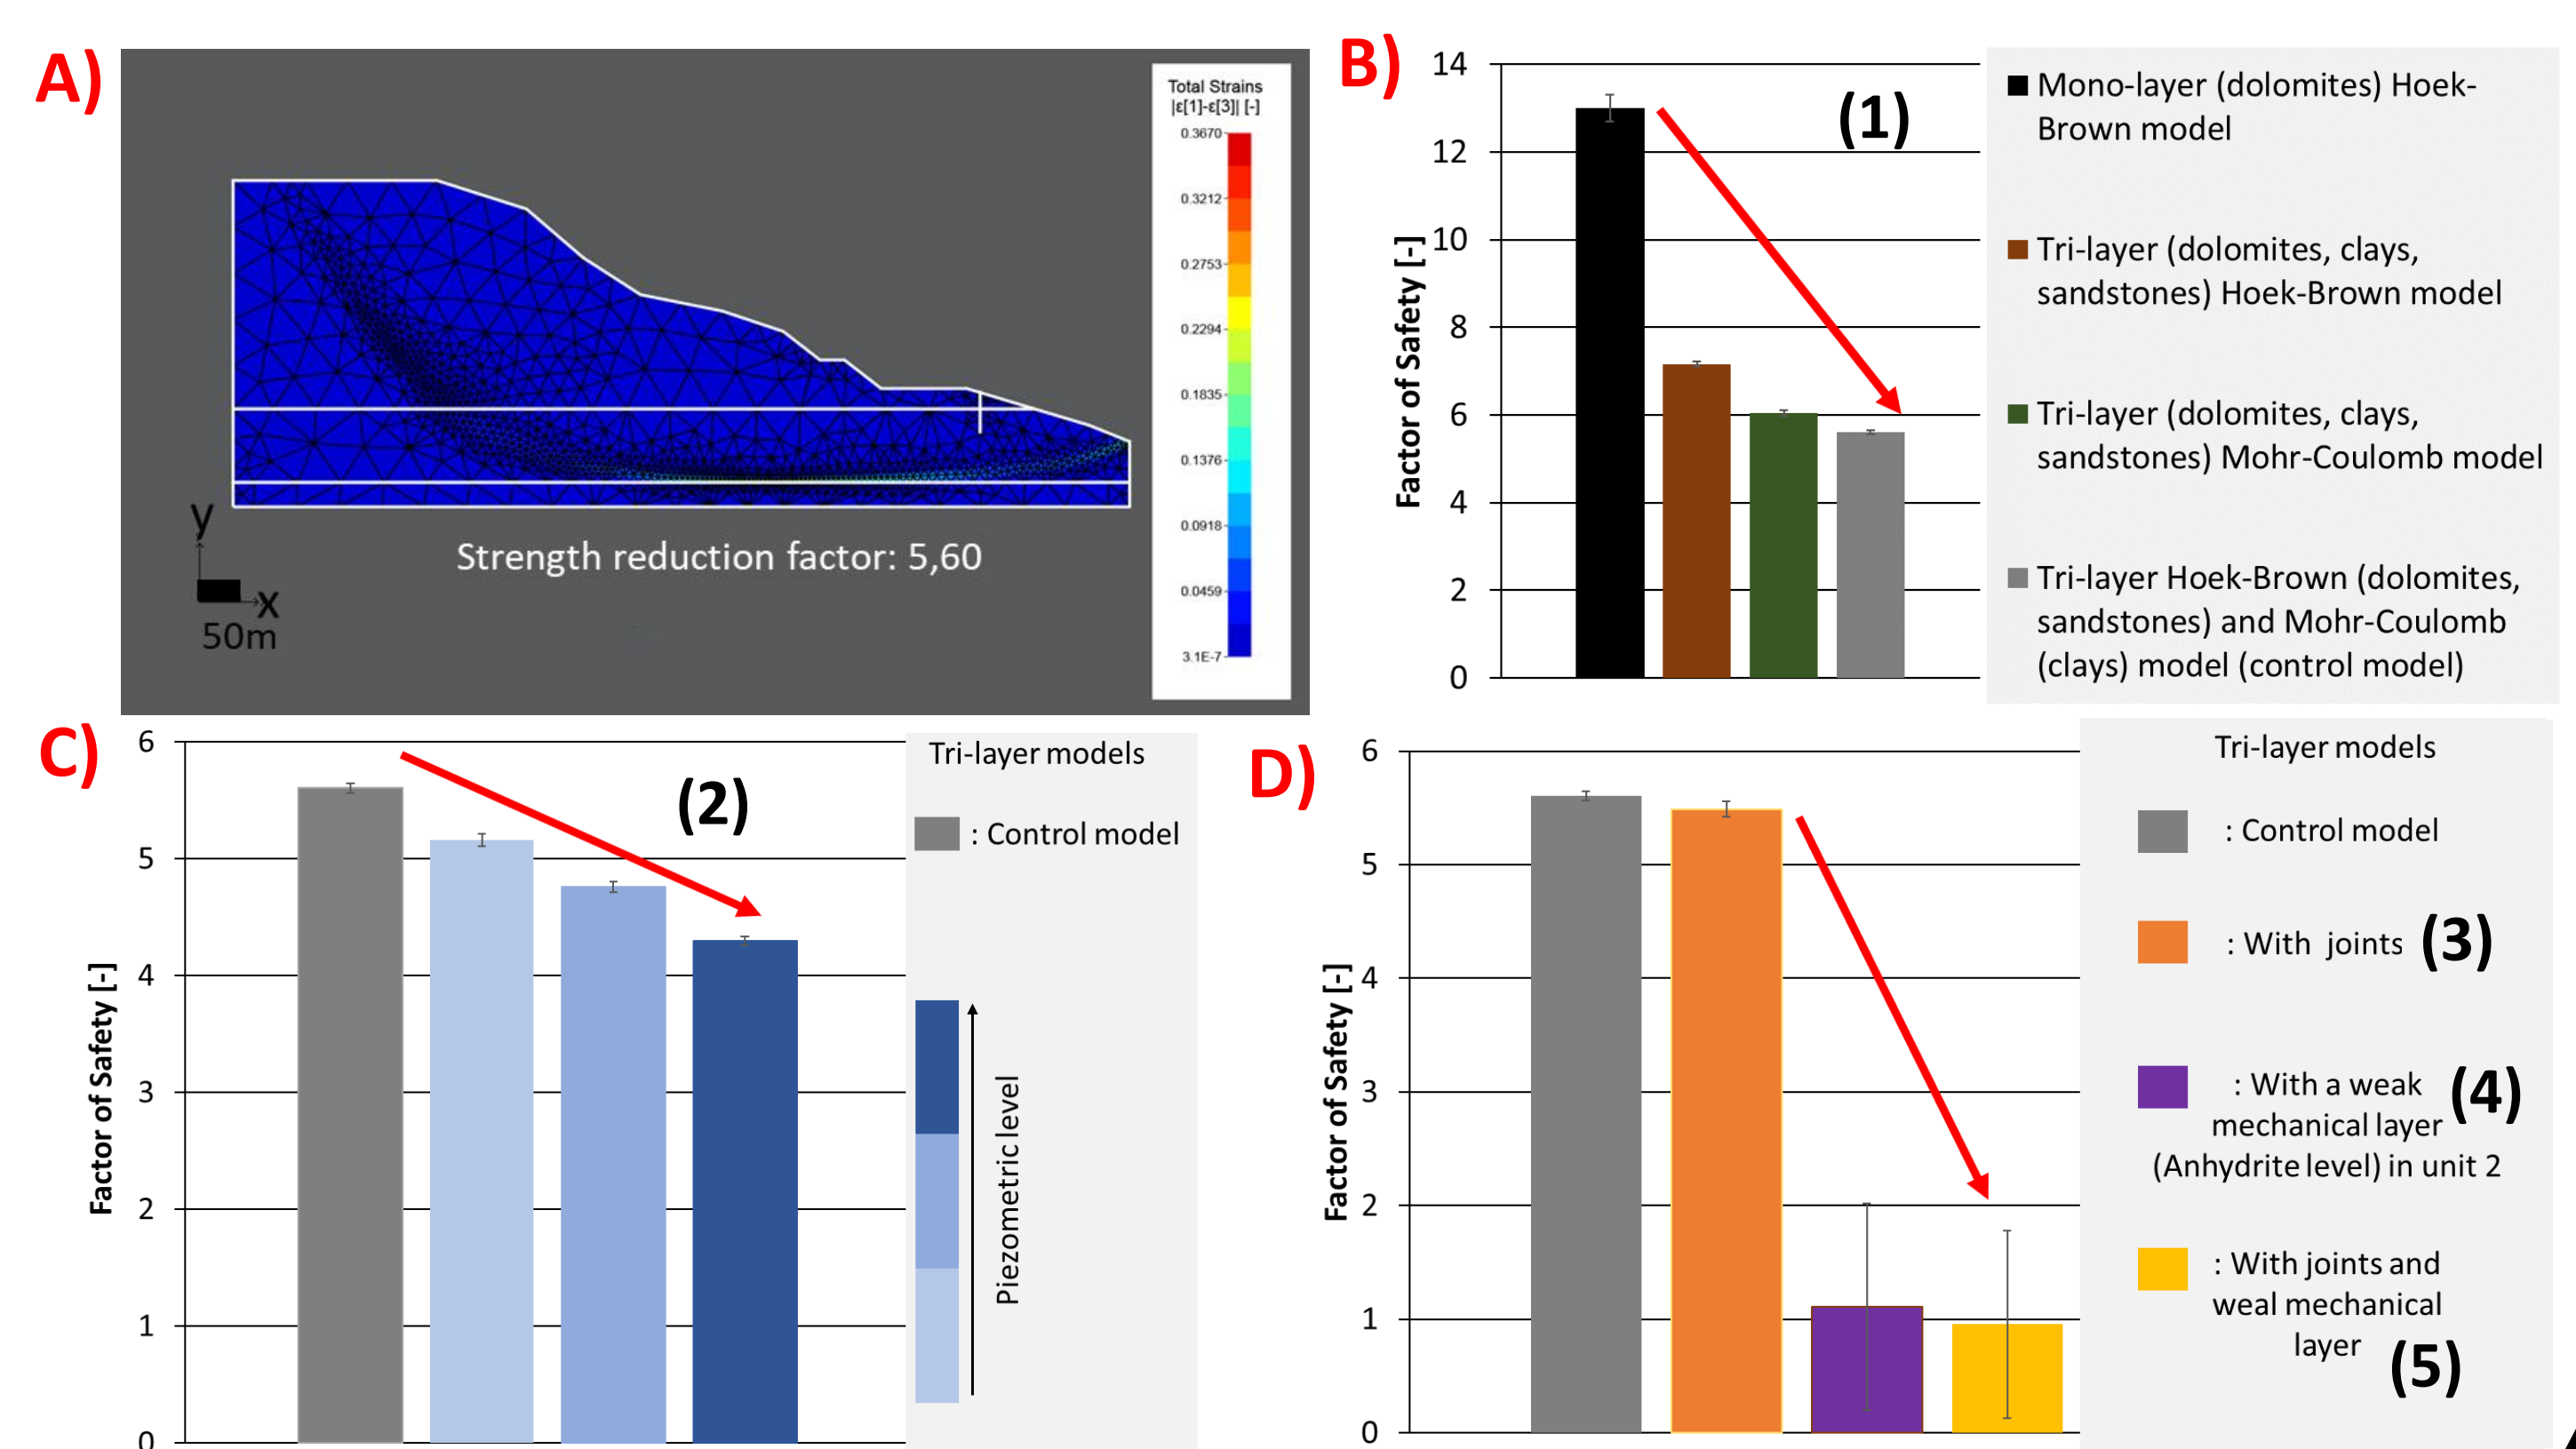 A)
Total Strains
|ε[1]-ε[3]| [-]
0.3670
0.3212
0.2753
0.2294
0.1835
0.1376
0.0918
0.0459
3.1E-7
y
x
50m
Strength reduction factor: 5,60
B)
Factor of Safety [-]
14
12
10
8
6
4
2
0
(1)
Mono-layer (dolomites) Hoek-
Brown model
Tri-layer (dolomites, clays,
sandstones) Hoek-Brown model
Tri-layer (dolomites, clays,
sandstones) Mohr-Coulomb model
Tri-layer Hoek-Brown (dolomites,
sandstones) and Mohr-Coulomb
(clays) model (control model)
C)
Factor of Safety [-]
6
5
4
3
2
1
0
(2)
Tri-layer models
: Control model
Piezometric level
D)
Factor of Safety [-]
6
5
4
3
2
1
0
Tri-layer models
: Control model
: With joints (3)
: With a weak
mechanical layer (4)
(Anhydrite level) in unit 2
: With joints and
weal mechanical
layer
(5)